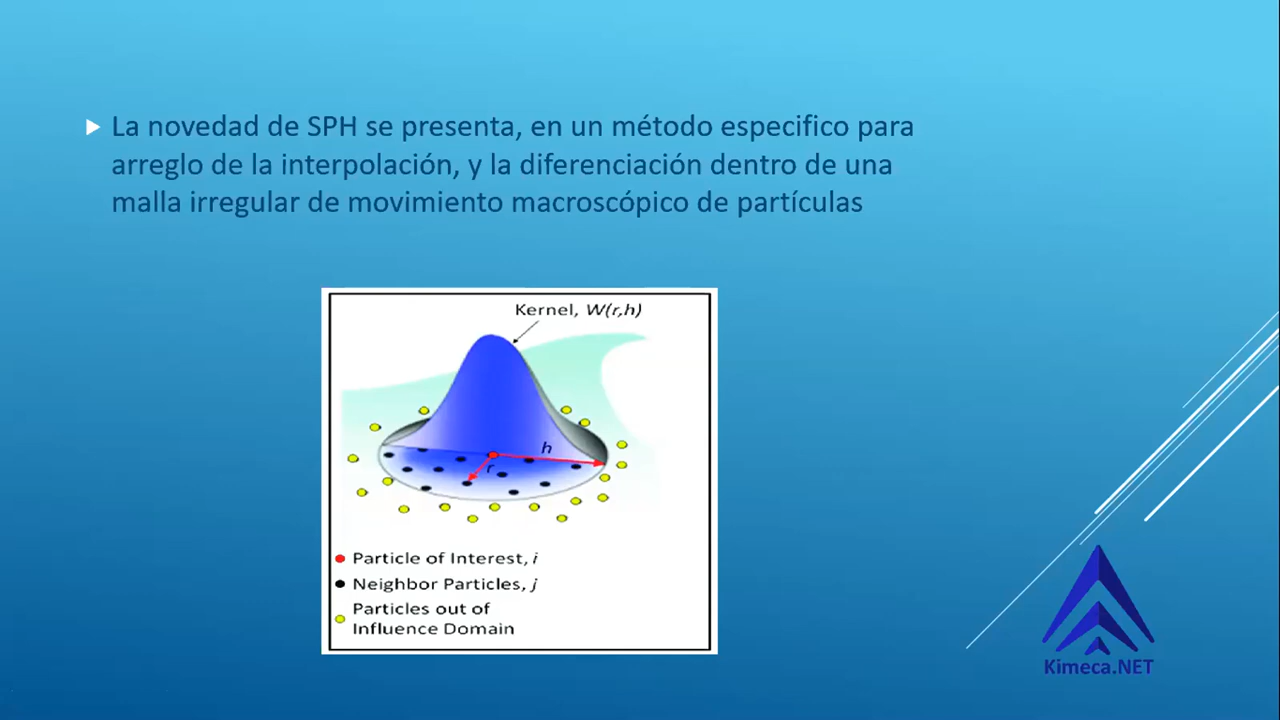 La novedad de SPH se presenta, en un método especifico para
arreglo de la interpolación, y la diferenciación dentro de una
malla irregular de movimiento macroscópico de partículas
Kernel, W(r,h)
h
r
Particle of Interest, i
Neighbor Particles, j
Particles out of
Influence Domain
Kimeca.NET